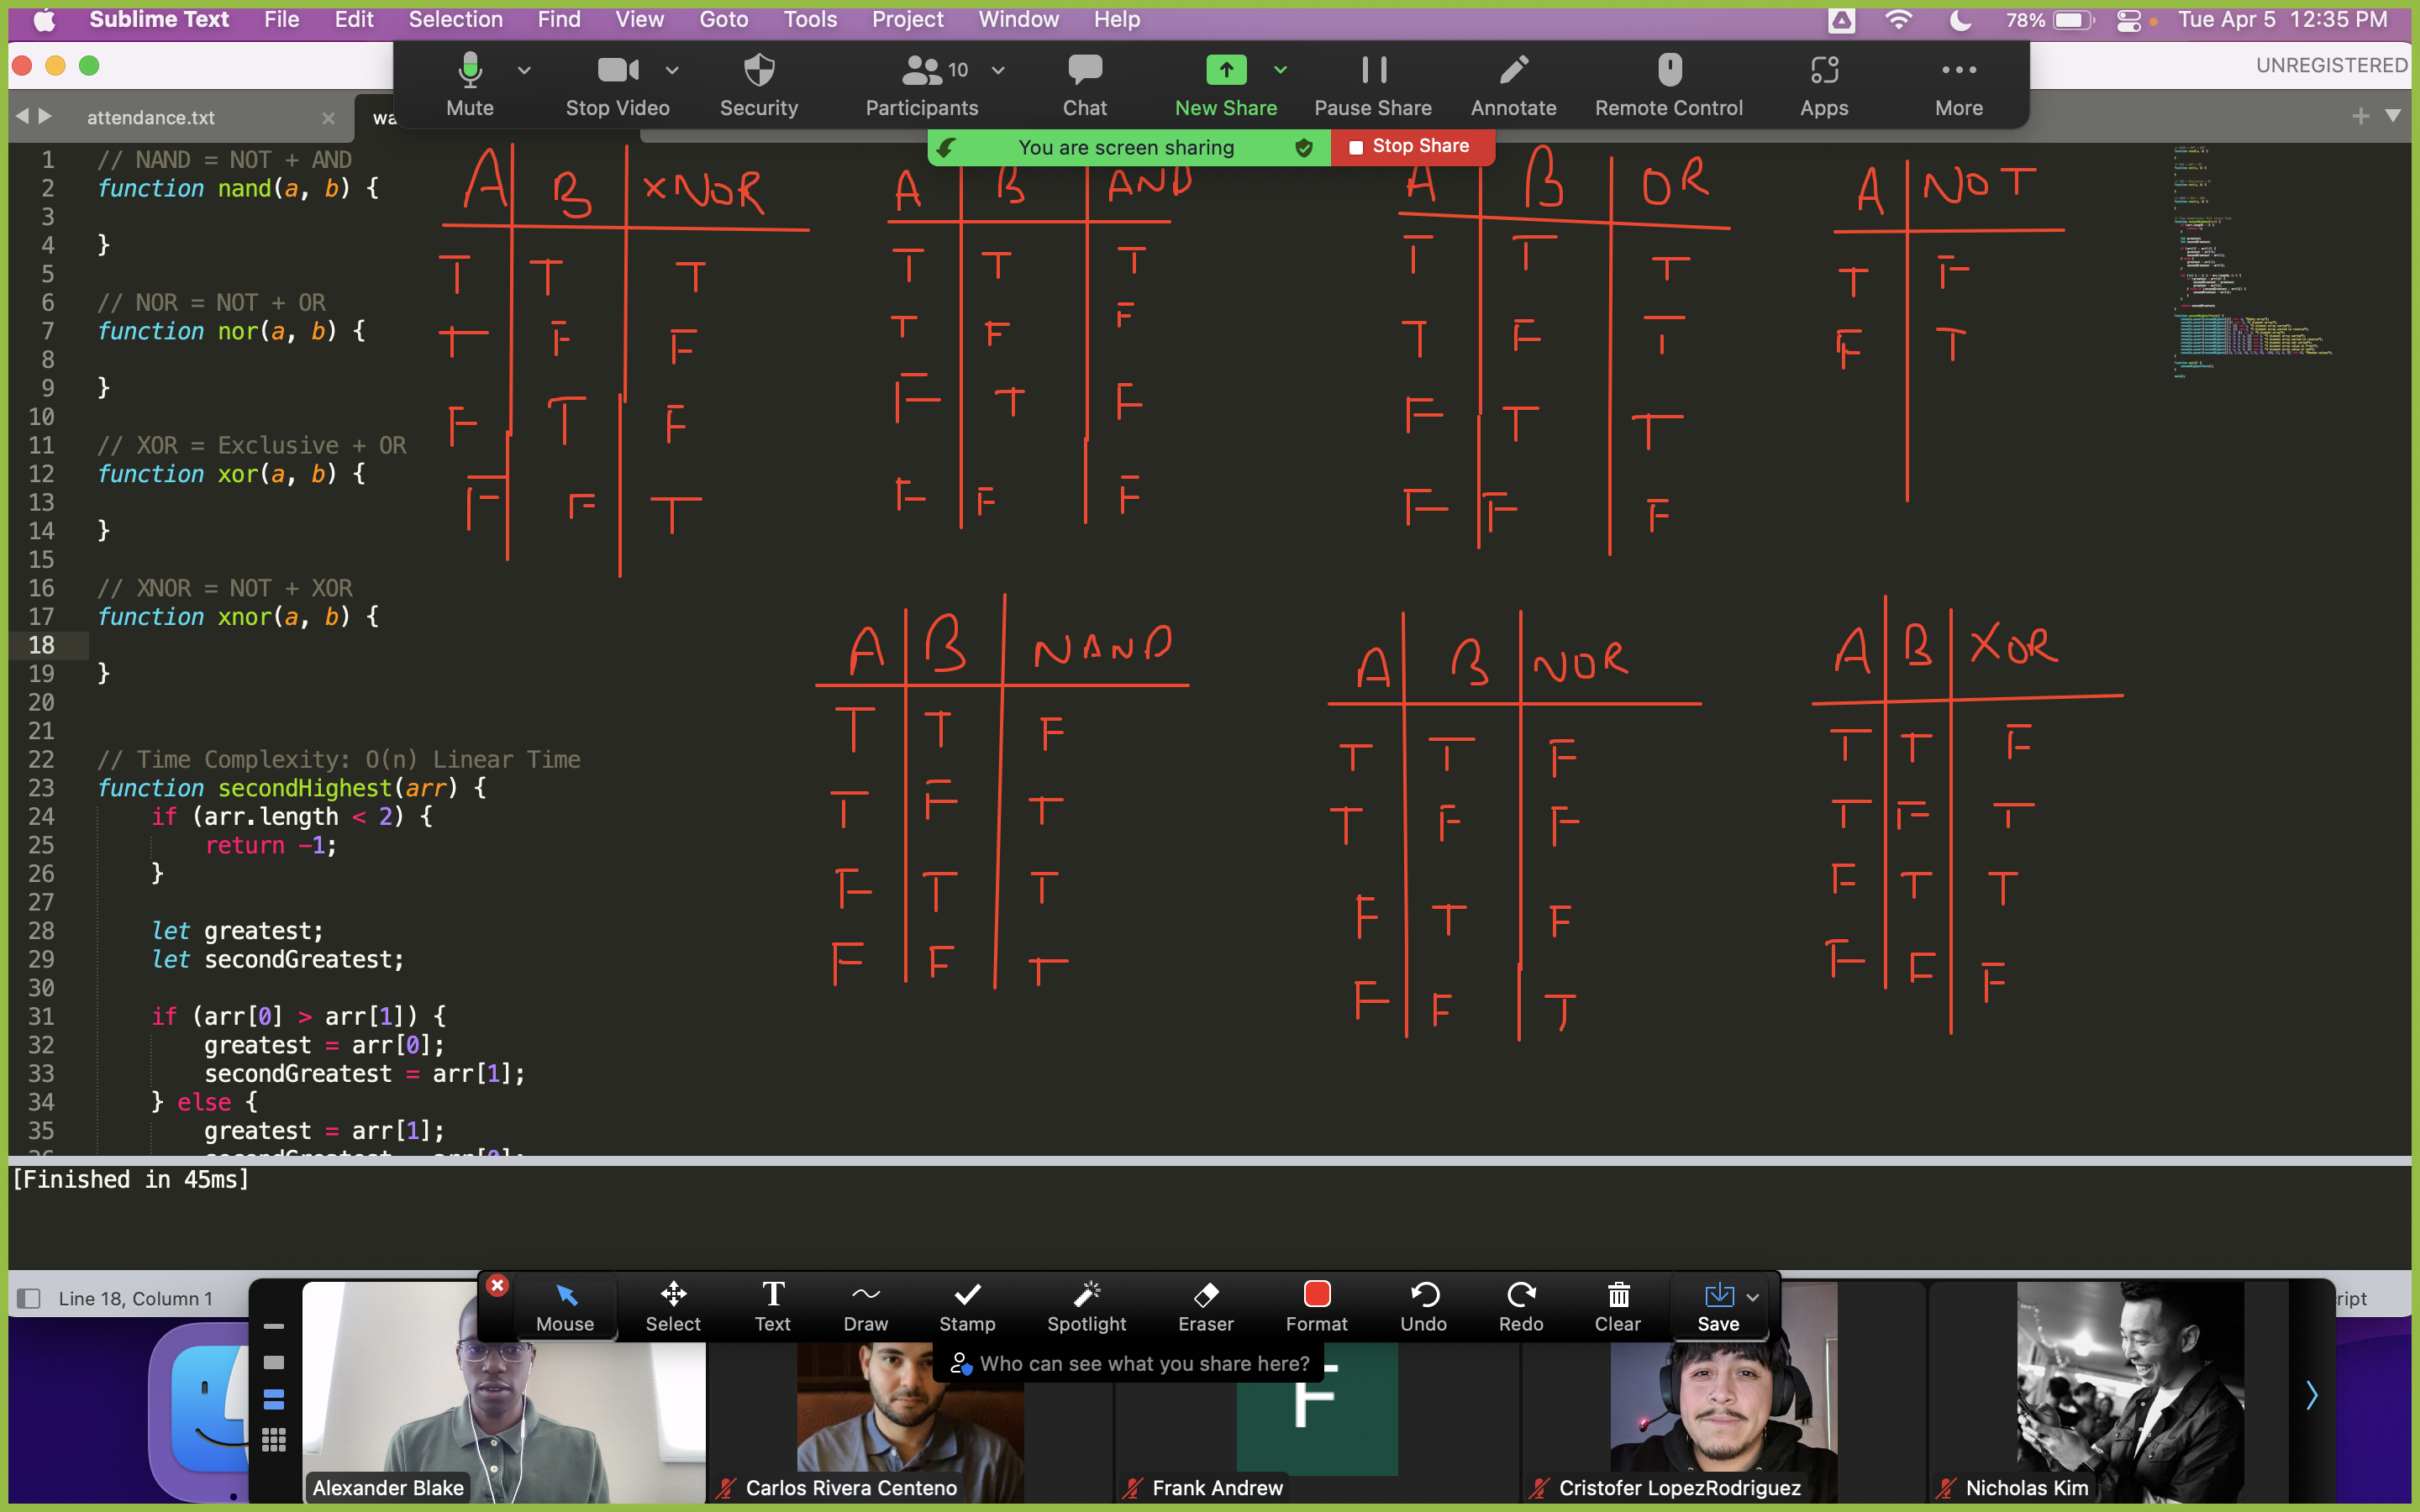 Sublime Text File Edit Selection Find View Goto Tools Project Window Help 78% Tue Apr 5 12:35 PM
UNREGISTERED
Mute Stop Video Security Participants 10 Chat New Share Pause Share Annotate Remote Control Apps More
You are screen sharing Stop Share
attendance.txt wa
1 // NAND = NOT + AND
2 function nand(a, b) {
3
4 }
5
6 // NOR = NOT + OR
7 function nor(a, b) {
8
9 }
10
11 // XOR = Exclusive + OR
12 function xor(a, b) {
13
14 }
15
16 // XNOR = NOT + XOR
17 function xnor(a, b) {
18
19 }
20
21
22 // Time Complexity: O(n) Linear Time
23 function secondHighest(arr) {
24 if (arr.length < 2) {
25 return -1;
26 }
27
28 let greatest;
29 let secondGreatest;
30
31 if (arr[0] > arr[1]) {
32 greatest = arr[0];
33 secondGreatest = arr[1];
34 } else {
35 greatest = arr[1];
A B XNOR
T T T
T F F
F T F
F F T
A B AND
T T T
T F F
F T F
F F F
A B OR
T T T
T F T
F T T
F F F
A NOT
T F
F T
A B NAND
T T F
T F T
F T T
F F T
A B NOR
T T F
T F F
F T F
F F T
A B XOR
T T F
T F T
F T T
F F F
[Finished in 45ms]
Line 18, Column 1
ript
Mouse Select Text Draw Stamp Spotlight Eraser Format Undo Redo Clear Save
Who can see what you share here?
F
Alexander Blake Carlos Rivera Centeno Frank Andrew Cristofer LopezRodriguez Nicholas Kim